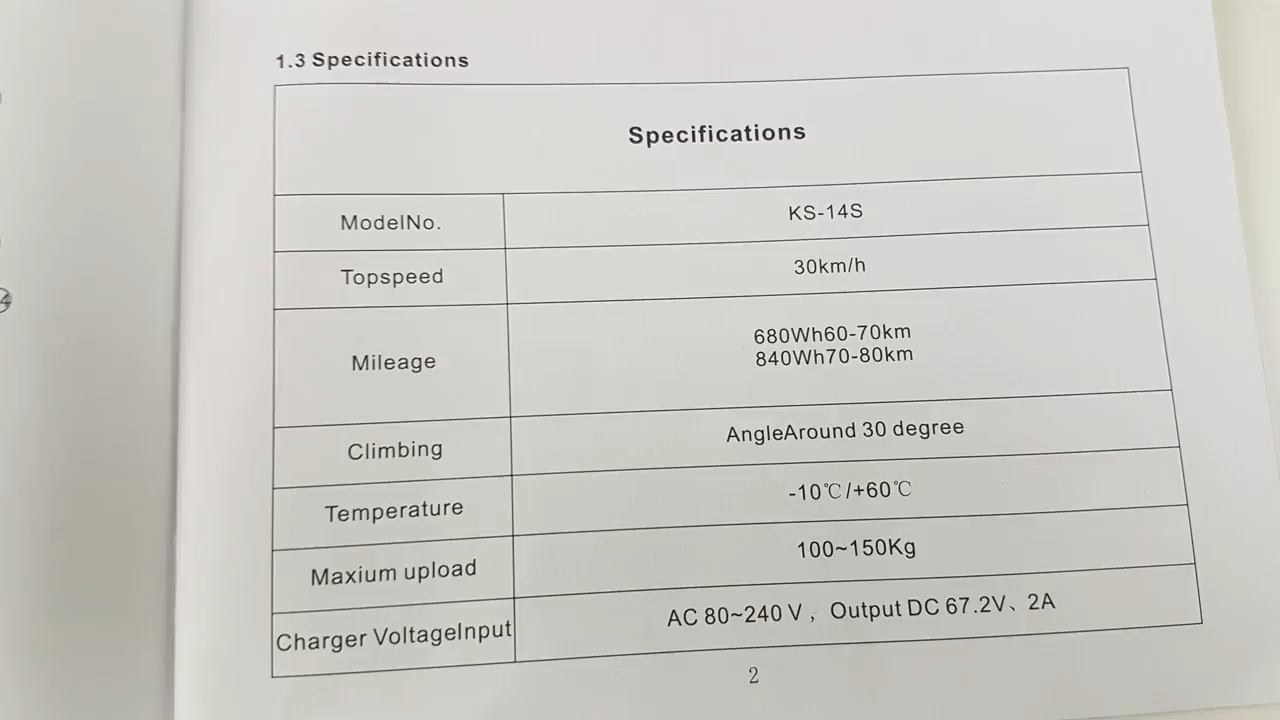 1.3 Specifications
Specifications
ModelNo.
KS-14S
Topspeed
30km/h
Mileage
680Wh60-70km
840Wh70-80km
Climbing
AngleAround 30 degree
Temperature
-10℃/+60℃
Maxium upload
100~150Kg
Charger VoltageInput
AC 80~240 V , Output DC 67.2V、2A
2